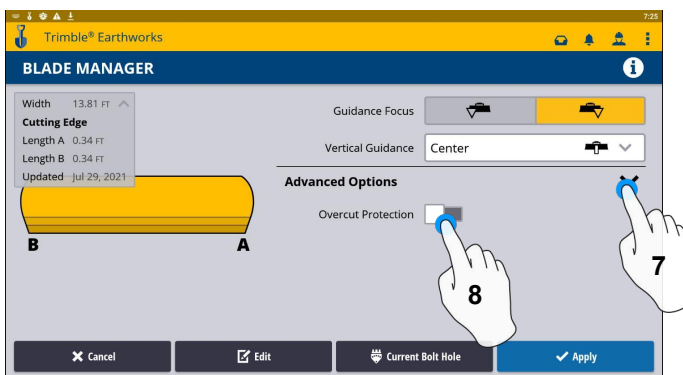 7:25
Trimble® Earthworks
BLADE MANAGER
i
Width 13.81 FT
Cutting Edge
Length A 0.34 FT
Length B 0.34 FT
Updated Jul 29, 2021
B A
Guidance Focus
Vertical Guidance Center
Advanced Options
Overcut Protection
7
8
Cancel Edit Current Bolt Hole Apply